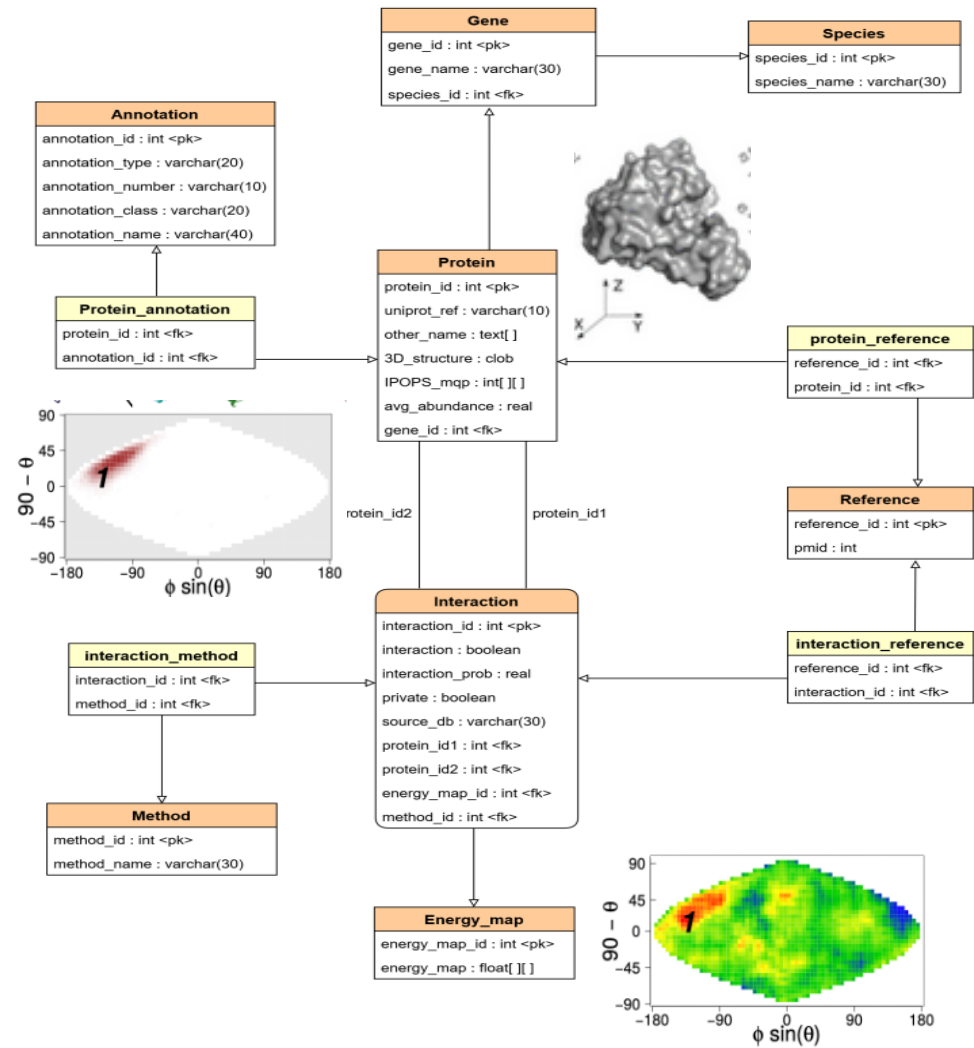 Gene
gene_id : int <pk>
gene_name : varchar(30)
species_id : int <fk>
Species
species_id : int <pk>
species_name : varchar(30)
Annotation
annotation_id : int <pk>
annotation_type : varchar(20)
annotation_number : varchar(10)
annotation_class : varchar(20)
annotation_name : varchar(40)
Z
X
Y
Protein
protein_id : int <pk>
uniprot_ref : varchar(10)
other_name : text[ ]
3D_structure : clob
IPOPS_mqp : int[ ][ ]
avg_abundance : real
gene_id : int <fk>
Protein_annotation
protein_id : int <fk>
annotation_id : int <fk>
protein_reference
reference_id : int <fk>
protein_id : int <fk>
90
45
0
−45
−90
90 − θ
1
−180
−90
0
90
180
ϕ sin(θ)
rotein_id2
protein_id1
Reference
reference_id : int <pk>
pmid : int
Interaction
interaction_id : int <pk>
interaction : boolean
interaction_prob : real
private : boolean
source_db : varchar(30)
protein_id1 : int <fk>
protein_id2 : int <fk>
energy_map_id : int <fk>
method_id : int <fk>
interaction_method
interaction_id : int <fk>
method_id : int <fk>
interaction_reference
reference_id : int <fk>
interaction_id : int <fk>
Method
method_id : int <pk>
method_name : varchar(30)
Energy_map
energy_map_id : int <pk>
energy_map : float[ ][ ]
90
45
0
−45
−90
90 − θ
1
−180
−90
0
90
180
ϕ sin(θ)